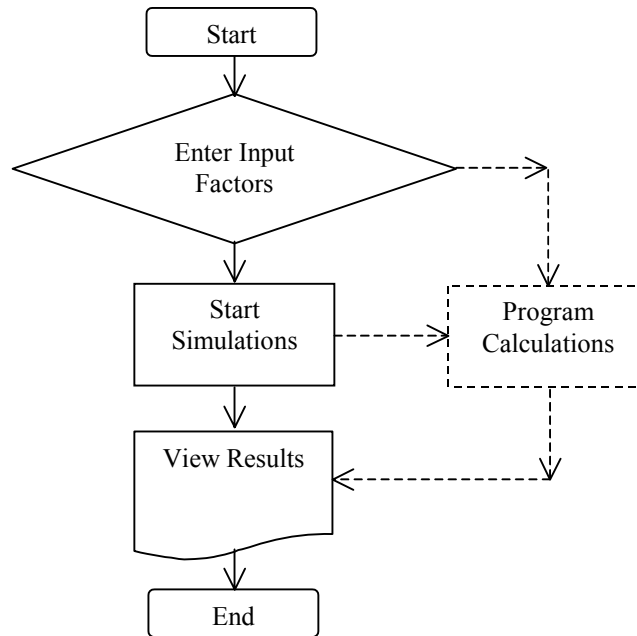 Start
Enter Input
Factors
Start
Simulations
Program
Calculations
View Results
End